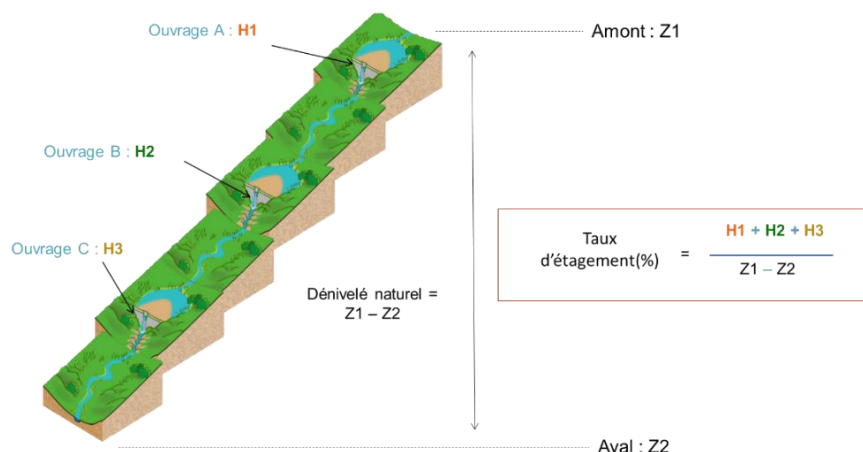 Ouvrage A : H1
Amont : Z1
Ouvrage B : H2
Ouvrage C : H3
Dénivelé naturel =
Z1 – Z2
Taux
d'étagement(%)
=
H1 + H2 + H3
Z1 – Z2
Aval : Z2